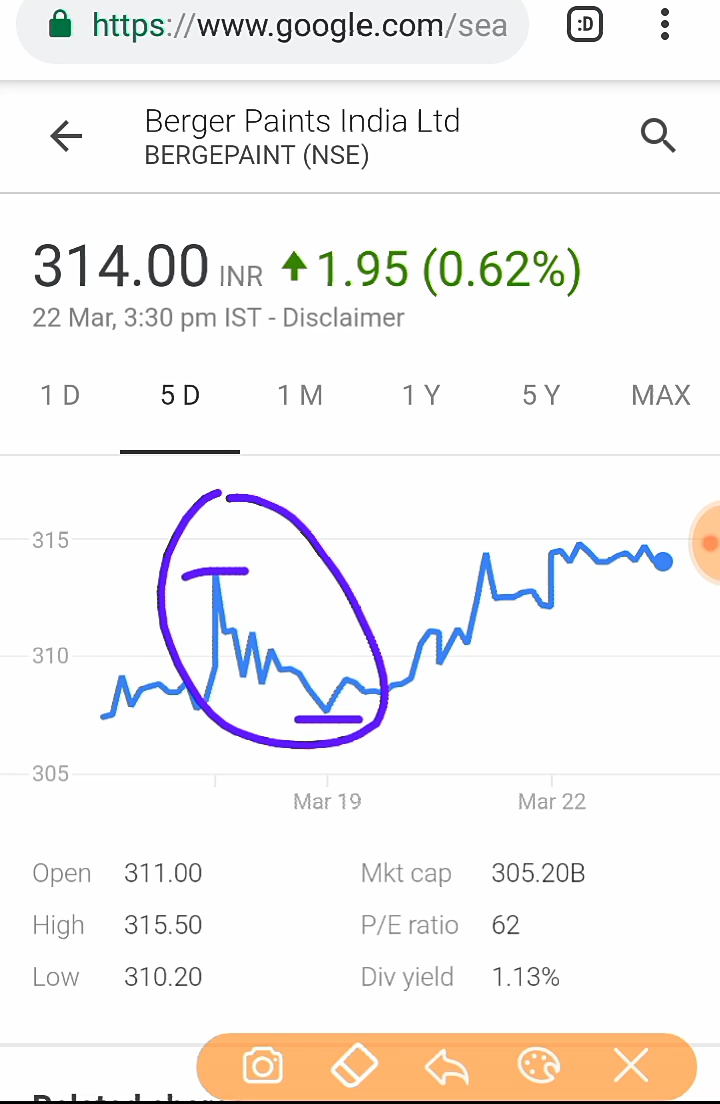 https://www.google.com/sea
:D
Berger Paints India Ltd
BERGEPAINT (NSE)
314.00 INR 1.95 (0.62%)
22 Mar, 3:30 pm IST - Disclaimer
1 D 5 D 1 M 1 Y 5 Y MAX
315
310
305
Mar 19 Mar 22
Open 311.00 Mkt cap 305.20B
High 315.50 P/E ratio 62
Low 310.20 Div yield 1.13%